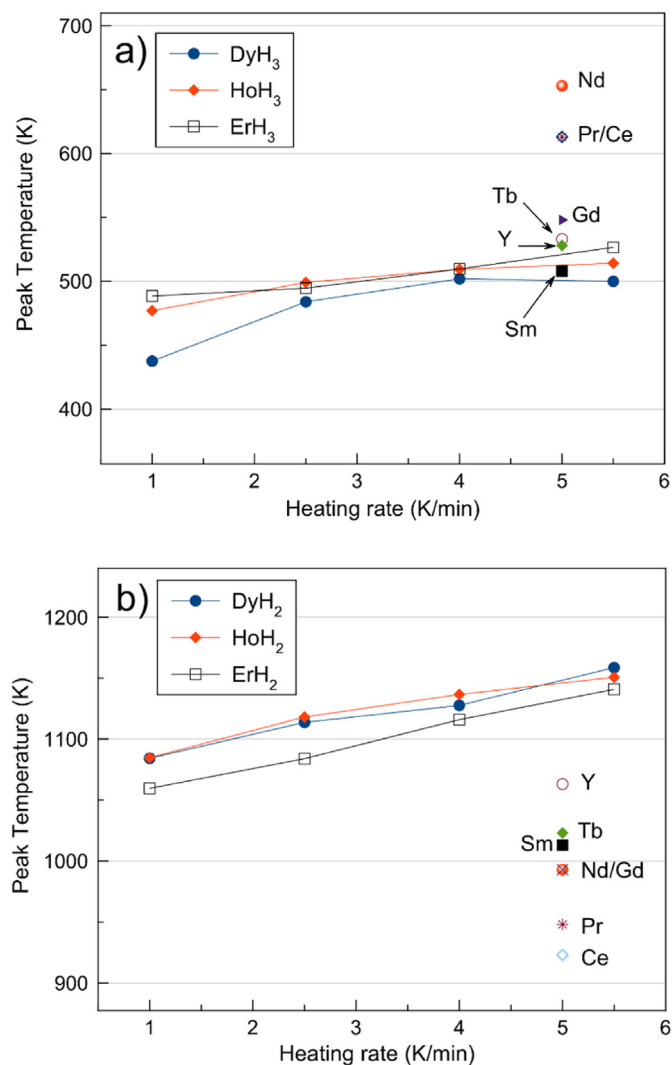 700
a)
DyH₃
HoH₃
ErH₃
Nd
600
Pr/Ce
Tb
Gd
Y
500
Sm
400
Peak Temperature (K)
1 2 3 4 5 6
Heating rate (K/min)
b)
DyH₂
HoH₂
ErH₂
1200
1100
Y
Tb
Sm
1000
Nd/Gd
Pr
Ce
900
Peak Temperature (K)
1 2 3 4 5 6
Heating rate (K/min)